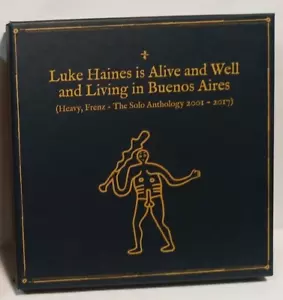 Luke Haines is Alive and Well
and Living in Buenos Aires
(Heavy, Frenz - The Solo Anthology 2001 - 2017)